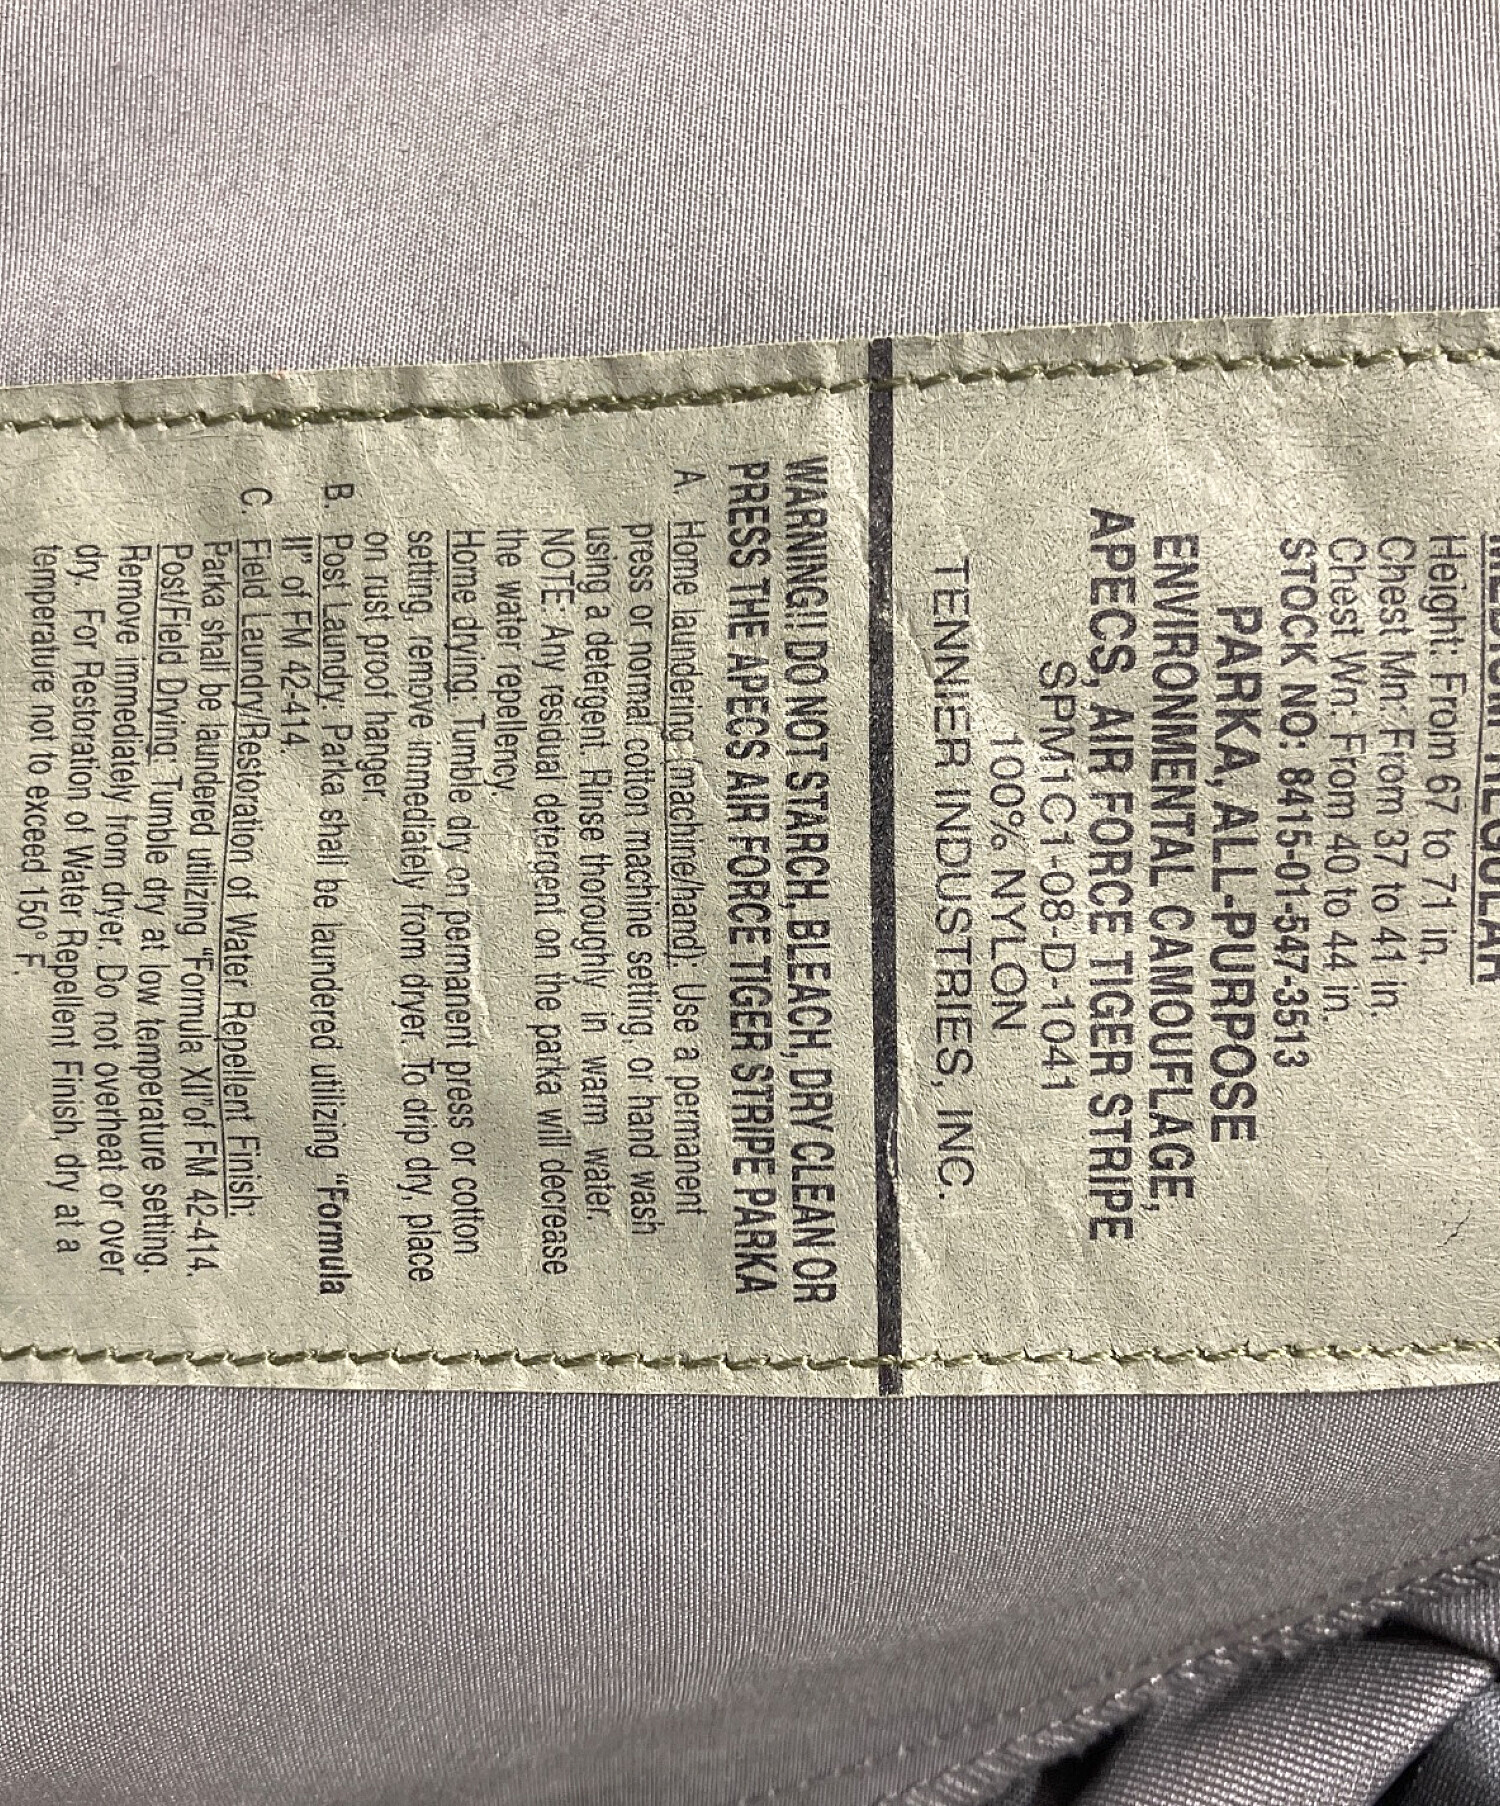 MEDIUM REGULAR
Height: From 67 to 71 in,
Chest Mn: From 37 to 41 in.
Chest Wn: From 40 to 44 in.
STOCK NO: 8415-01-547-3513
PARKA, ALL-PURPOSE
ENVIRONMENTAL CAMOUFLAGE,
APECS, AIR FORCE TIGER STRIPE
SPM1C1-08-D-1041
100% NYLON
TENNIER INDUSTRIES, INC.
WARNING!! DO NOT STARCH, BLEACH, DRY CLEAN OR
PRESS THE APECS AIR FORCE TIGER STRIPE PARKA
A. Home laundering machine/hand): Use a permanent
press or normal cotton machine setting, or hand wash
using a detergent. Rinse thoroughly in warm water.
NOTE: Any residual detergent on the parka will decrease
the water repellency.
Home drying: Tumble dry on permanent press or cotton
setting, remove immediately from dryer. To drip dry, place
on rust proof hanger.
B. Post Laundry: Parka shall be laundered utilizing "Formula
II" of FM 42-414.
C. Field Laundry/Restoration of Water Repellent Finish:
Parka shall be laundered utilizing "Formula XII"of FM 42-414.
Post/Field Drying: Tumble dry at low temperature setting.
Remove immediately from dryer. Do not overheat or over
dry. For Restoration of Water Repellent Finish, dry at a
temperature not to exceed 150° F.